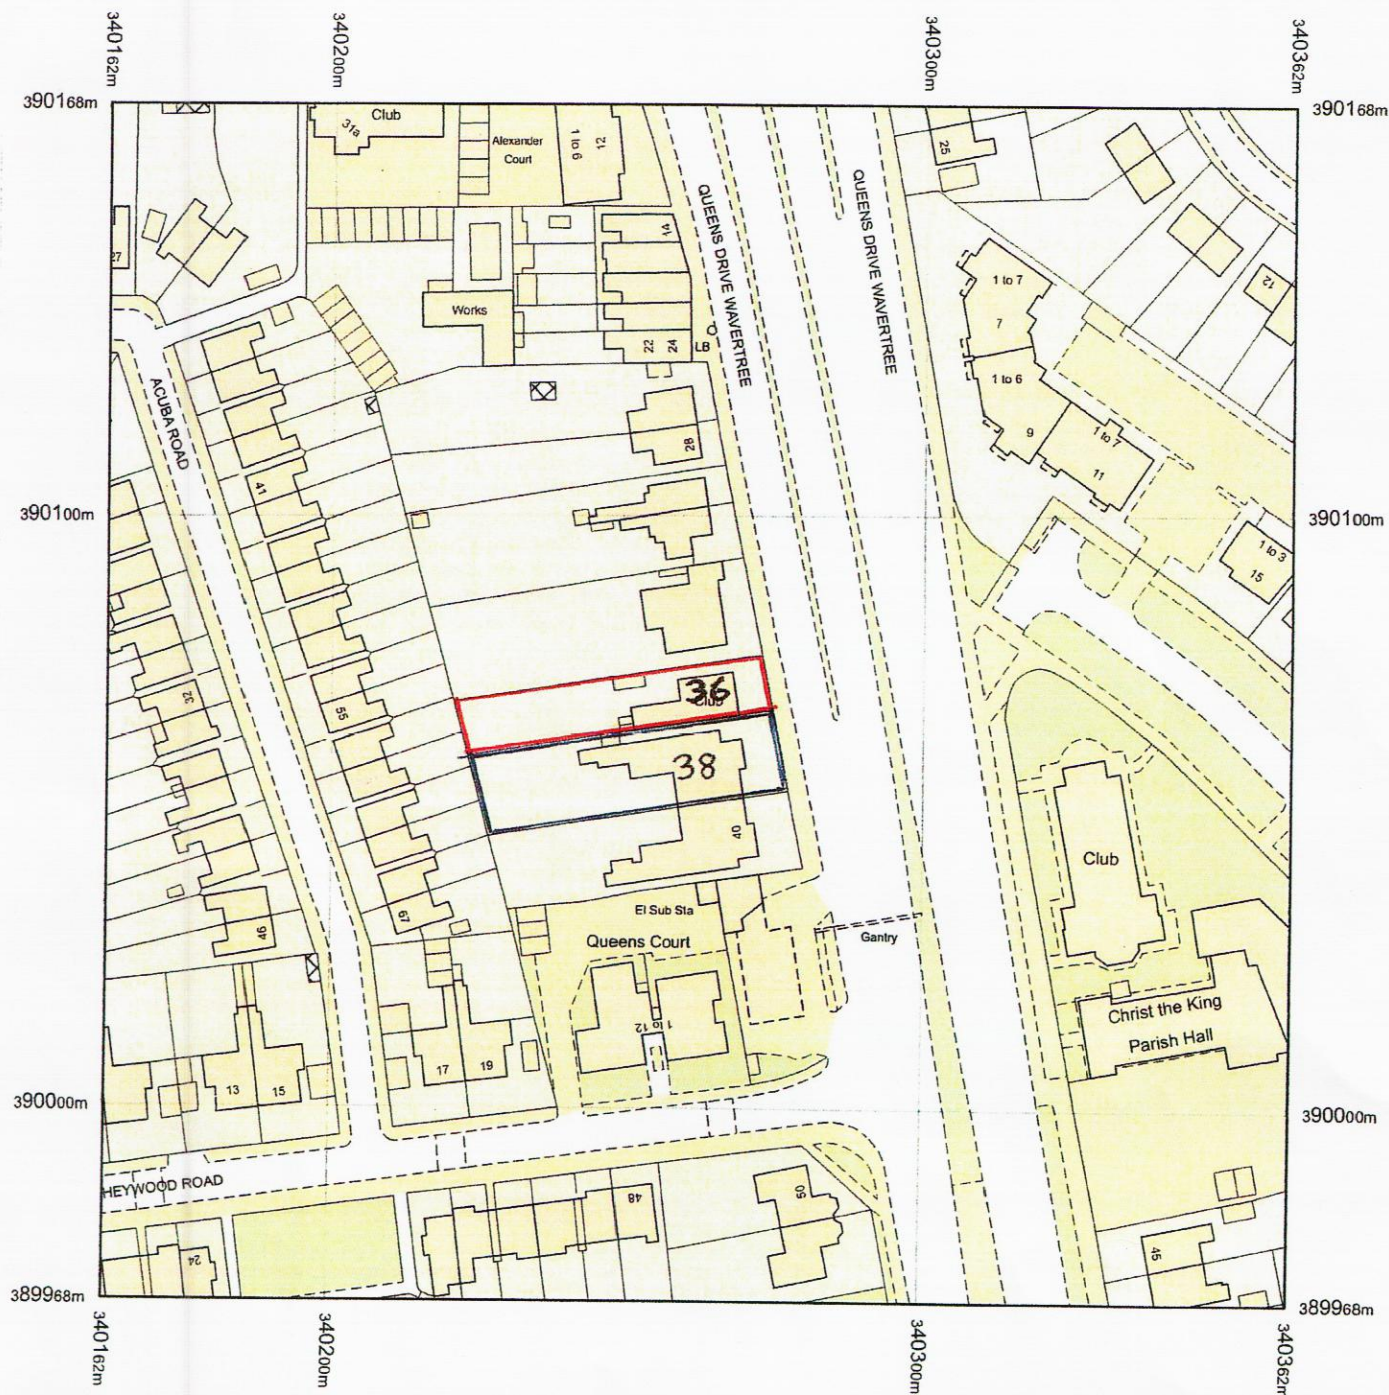 340162m
340200m
340300m
340362m
390168m
390168m
Club
31a
Alexander
Court
1 to 6
12
25
QUEENS DRIVE WAVERTREE
QUEENS DRIVE WAVERTREE
27
14
1 to 7
7
12
Works
22
24
LB
1 to 6
9
ACUBA ROAD
28
1 to 7
11
41
390100m
390100m
1 to 3
15
32
55
36
Club
38
40
Club
67
46
El Sub Sta
Queens Court
Gantry
Christ the King
Parish Hall
1 to 12
17
19
13
15
390000m
390000m
HEYWOOD ROAD
48
50
24
45
389968m
389968m
340162m
340200m
340300m
340362m